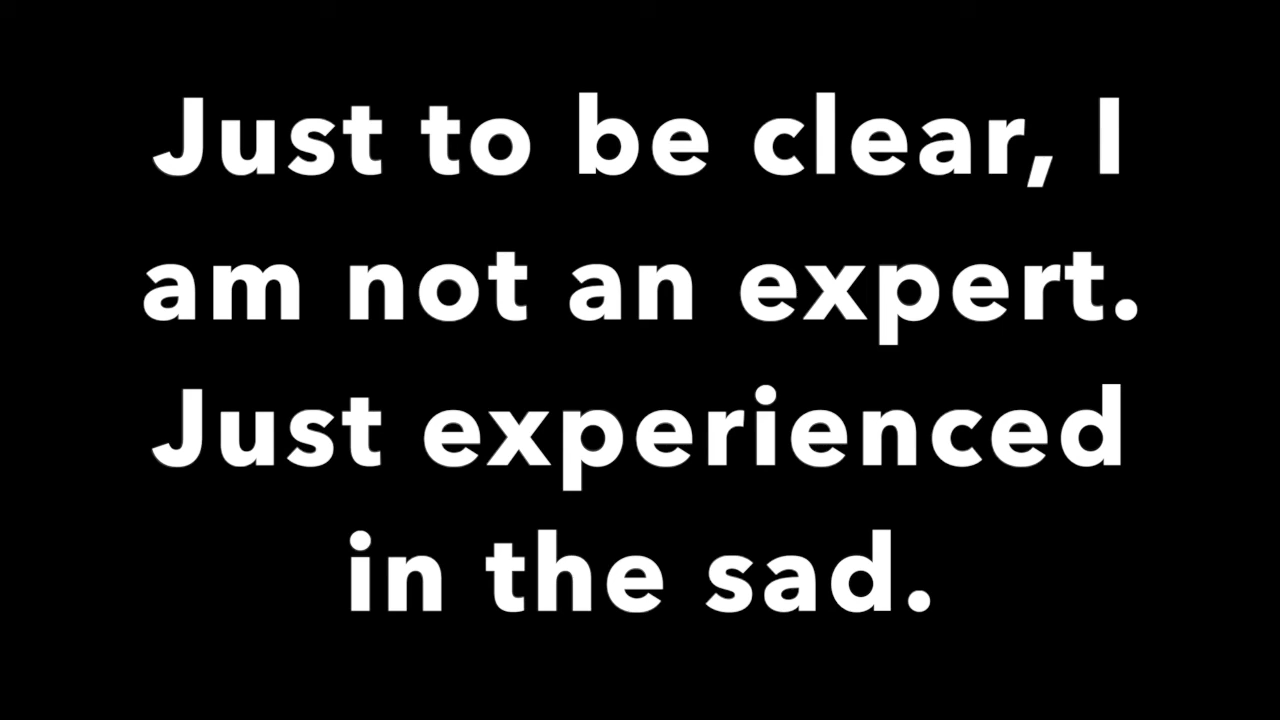 Just to be clear, I
am not an expert.
Just experienced
in the sad.